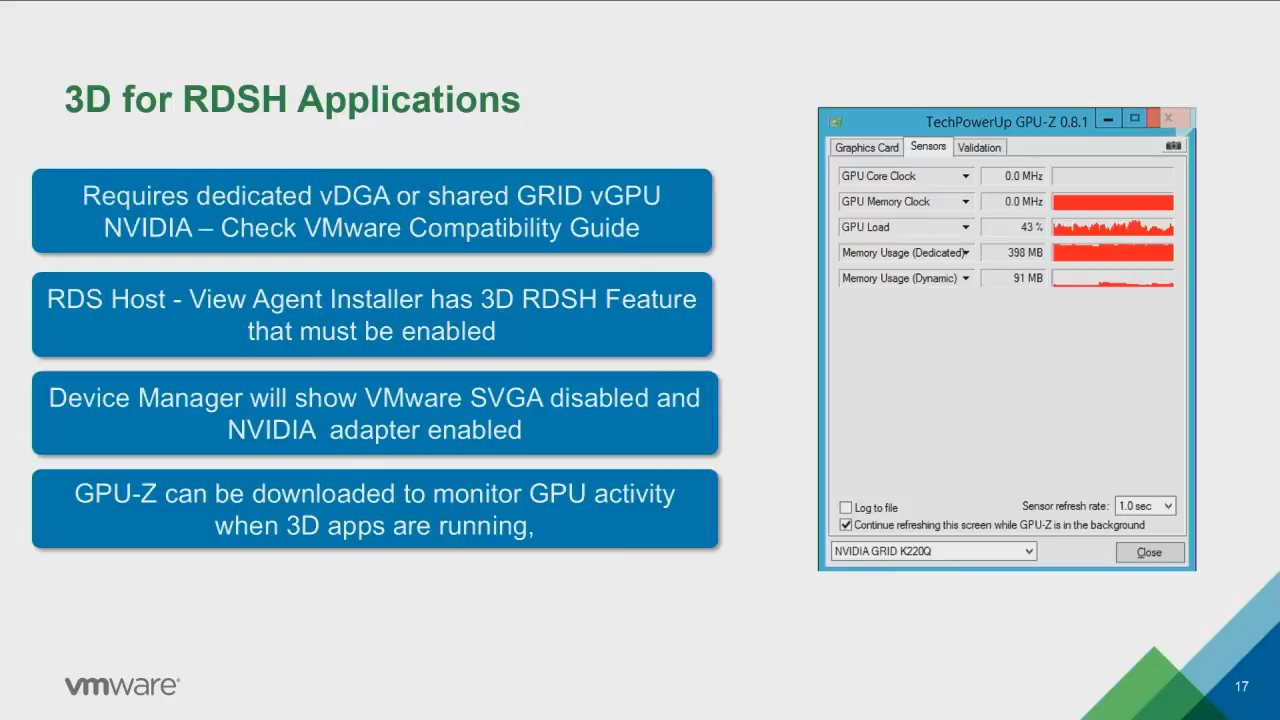 3D for RDSH Applications
Requires dedicated vDGA or shared GRID vGPU
NVIDIA – Check VMware Compatibility Guide
RDS Host - View Agent Installer has 3D RDSH Feature
that must be enabled
Device Manager will show VMware SVGA disabled and
NVIDIA  adapter enabled
GPU-Z can be downloaded to monitor GPU activity
when 3D apps are running,
TechPowerUp GPU-Z 0.8.1
Graphics Card Sensors Validation
GPU Core Clock 0.0 MHz
GPU Memory Clock 0.0 MHz
GPU Load 43 %
Memory Usage (Dedicated) 398 MB
Memory Usage (Dynamic) 91 MB
Log to file Sensor refresh rate: 1.0 sec
Continue refreshing this screen while GPU-Z is in the background
NVIDIA GRID K220Q Close
vmware
17